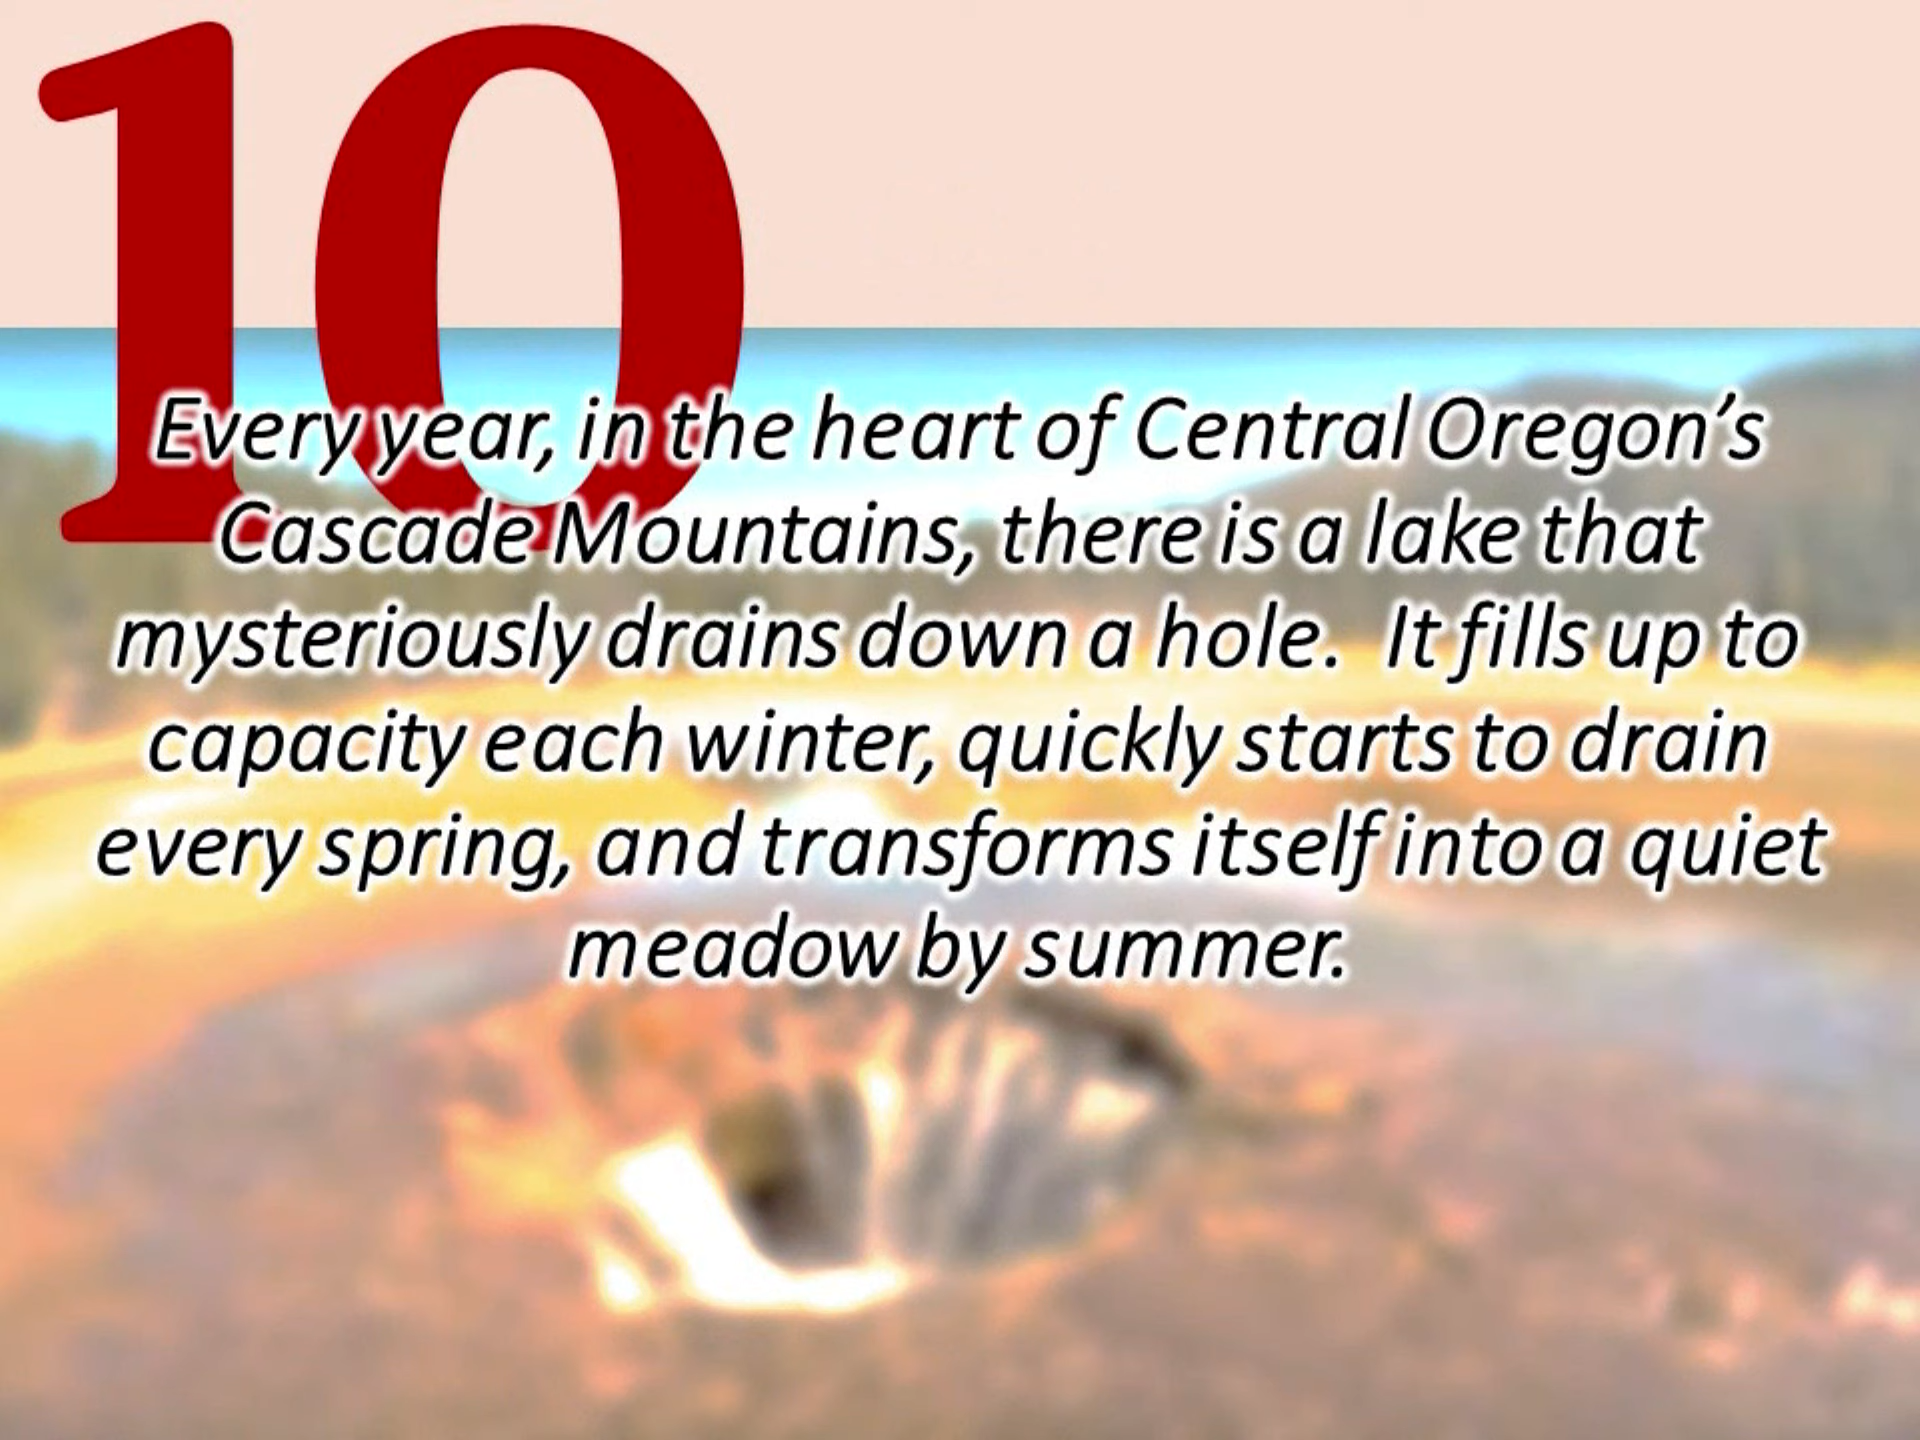 10
Every year, in the heart of Central Oregon’s
Cascade Mountains, there is a lake that
mysteriously drains down a hole.  It fills up to
capacity each winter, quickly starts to drain
every spring, and transforms itself into a quiet
meadow by summer.